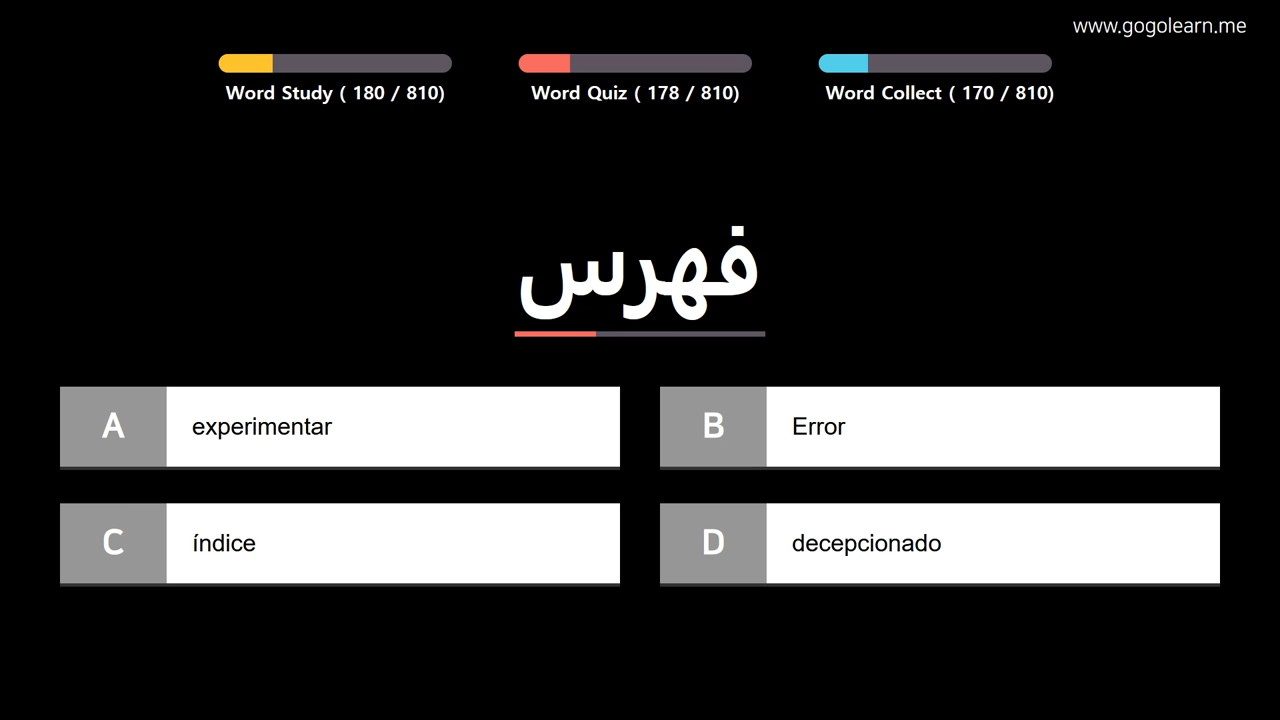 www.gogolearn.me
Word Study ( 180 / 810)
Word Quiz ( 178 / 810)
Word Collect ( 170 / 810)
فهرس
A experimentar
B Error
C índice
D decepcionado